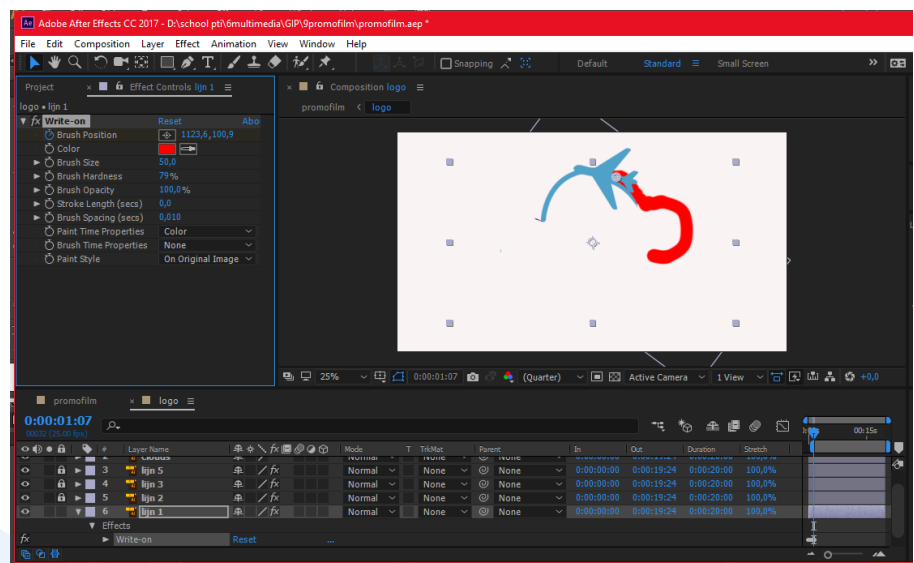 Ae Adobe After Effects CC 2017 - D:\school pti\6multimedia\GIP\9promofilm\promofilm.aep *
File Edit Composition Layer Effect Animation View Window Help
Snapping Default Standard Small Screen
Project Effect Controls lijn 1
Composition logo
logo • lijn 1
promofilm logo
fx Write-on Reset Abo
Brush Position 1123,6,100,9
Color
Brush Size 50,0
Brush Hardness 79%
Brush Opacity 100,0%
Stroke Length (secs) 0,0
Brush Spacing (secs) 0,010
Paint Time Properties Color
Brush Time Properties None
Paint Style On Original Image
25% 0:00:01:07 (Quarter) Active Camera 1 View +0,0
promofilm logo
0:00:01:07
00032 (25.00 fps)
00:15s
# Layer Name Mode T TrkMat Parent In Out Duration Stretch
3 lijn 5 Normal None None 0:00:00:00 0:00:19:24 0:00:20:00 100,0%
4 lijn 3 Normal None None 0:00:00:00 0:00:19:24 0:00:20:00 100,0%
5 lijn 2 Normal None None 0:00:00:00 0:00:19:24 0:00:20:00 100,0%
6 lijn 1 Normal None None 0:00:00:00 0:00:19:24 0:00:20:00 100,0%
Effects
fx Write-on Reset ...